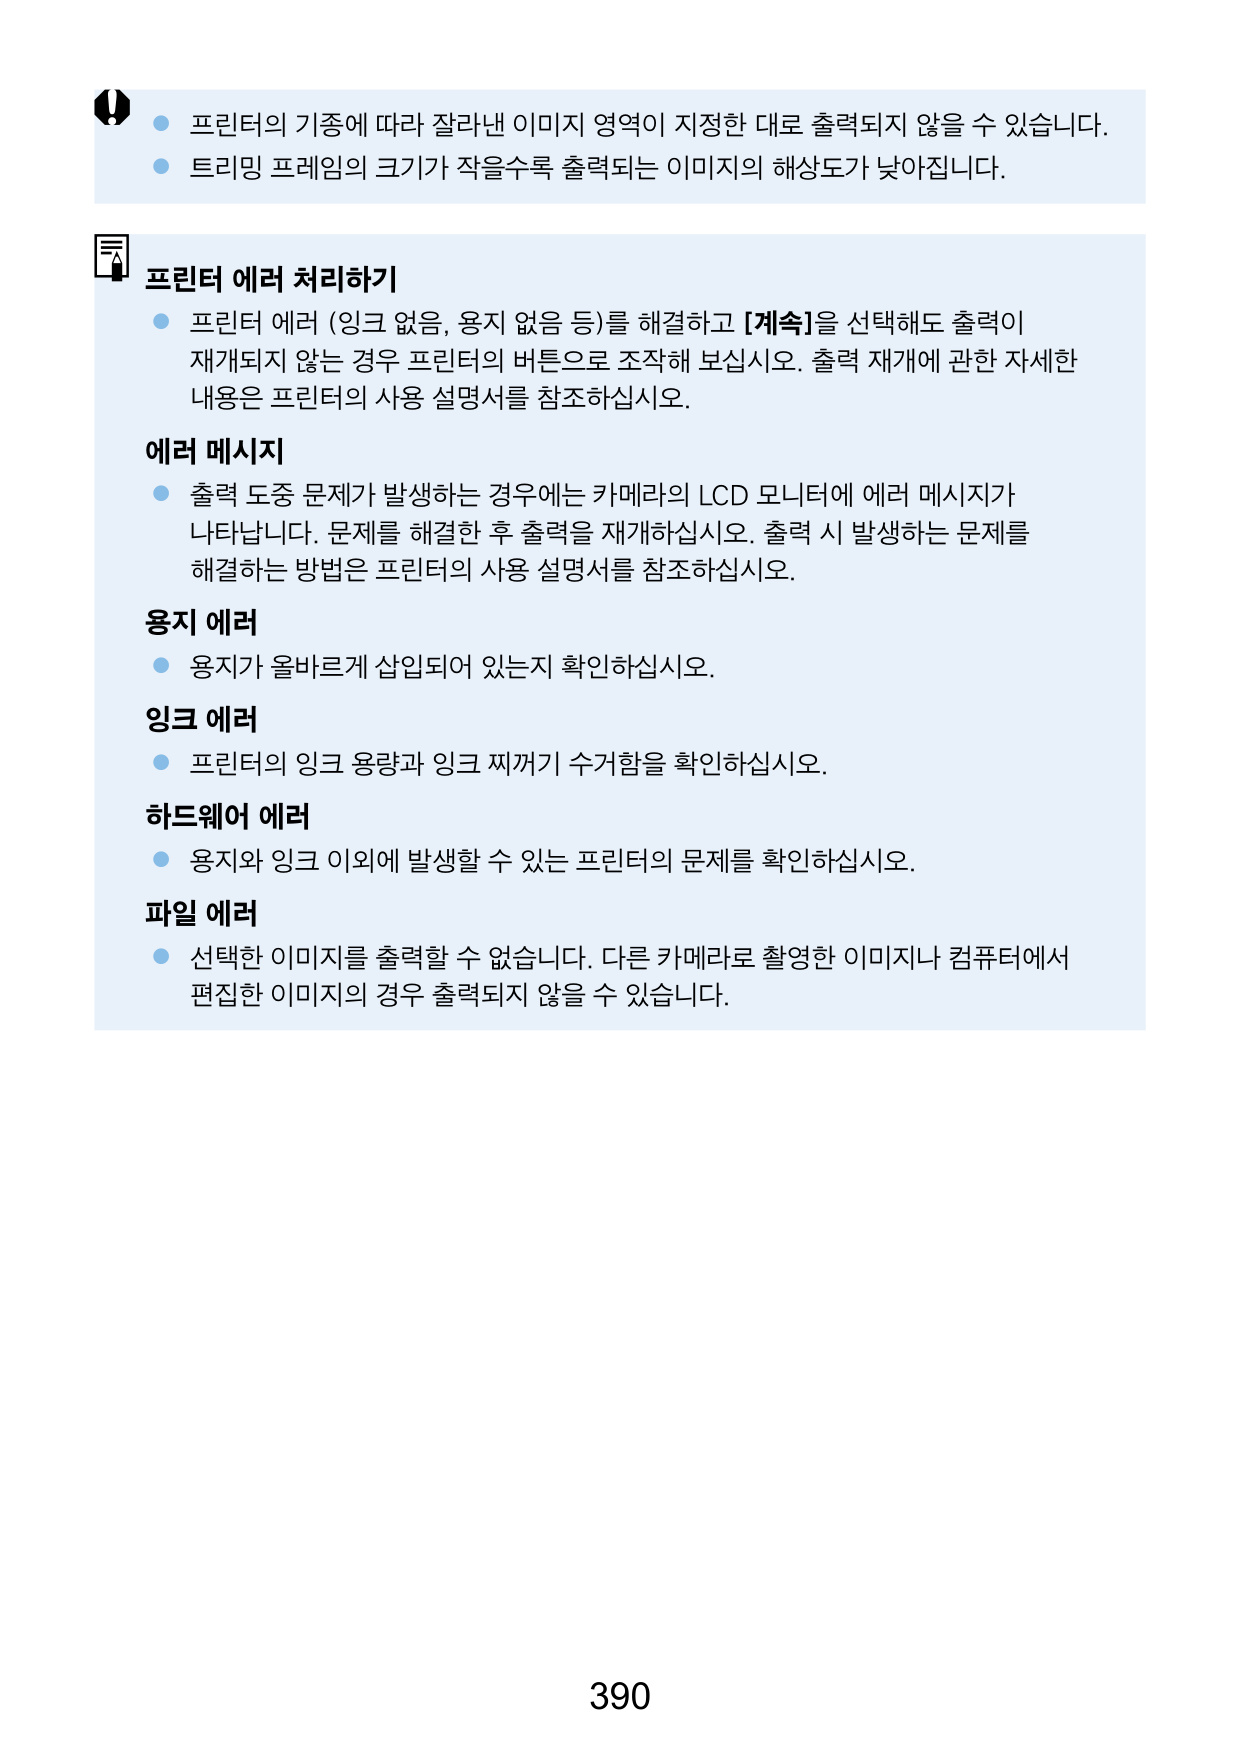 프린터의 기종에 따라 잘라낸 이미지 영역이 지정한 대로 출력되지 않을 수 있습니다.
트리밍 프레임의 크기가 작을수록 출력되는 이미지의 해상도가 낮아집니다.
프린터 에러 처리하기
프린터 에러 (잉크 없음, 용지 없음 등)를 해결하고 [계속]을 선택해도 출력이
재개되지 않는 경우 프린터의 버튼으로 조작해 보십시오. 출력 재개에 관한 자세한
내용은 프린터의 사용 설명서를 참조하십시오.
에러 메시지
출력 도중 문제가 발생하는 경우에는 카메라의 LCD 모니터에 에러 메시지가
나타납니다. 문제를 해결한 후 출력을 재개하십시오. 출력 시 발생하는 문제를
해결하는 방법은 프린터의 사용 설명서를 참조하십시오.
용지 에러
용지가 올바르게 삽입되어 있는지 확인하십시오.
잉크 에러
프린터의 잉크 용량과 잉크 찌꺼기 수거함을 확인하십시오.
하드웨어 에러
용지와 잉크 이외에 발생할 수 있는 프린터의 문제를 확인하십시오.
파일 에러
선택한 이미지를 출력할 수 없습니다. 다른 카메라로 촬영한 이미지나 컴퓨터에서
편집한 이미지의 경우 출력되지 않을 수 있습니다.
390